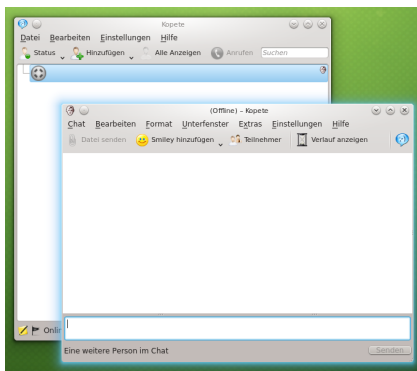 Kopete
Datei Bearbeiten Einstellungen Hilfe
Status Hinzufügen Alle Anzeigen Anrufen Suchen
(Offline) – Kopete
Chat Bearbeiten Format Unterfenster Extras Einstellungen Hilfe
Datei senden Smiley hinzufügen Teilnehmer Verlauf anzeigen
Eine weitere Person im Chat Senden